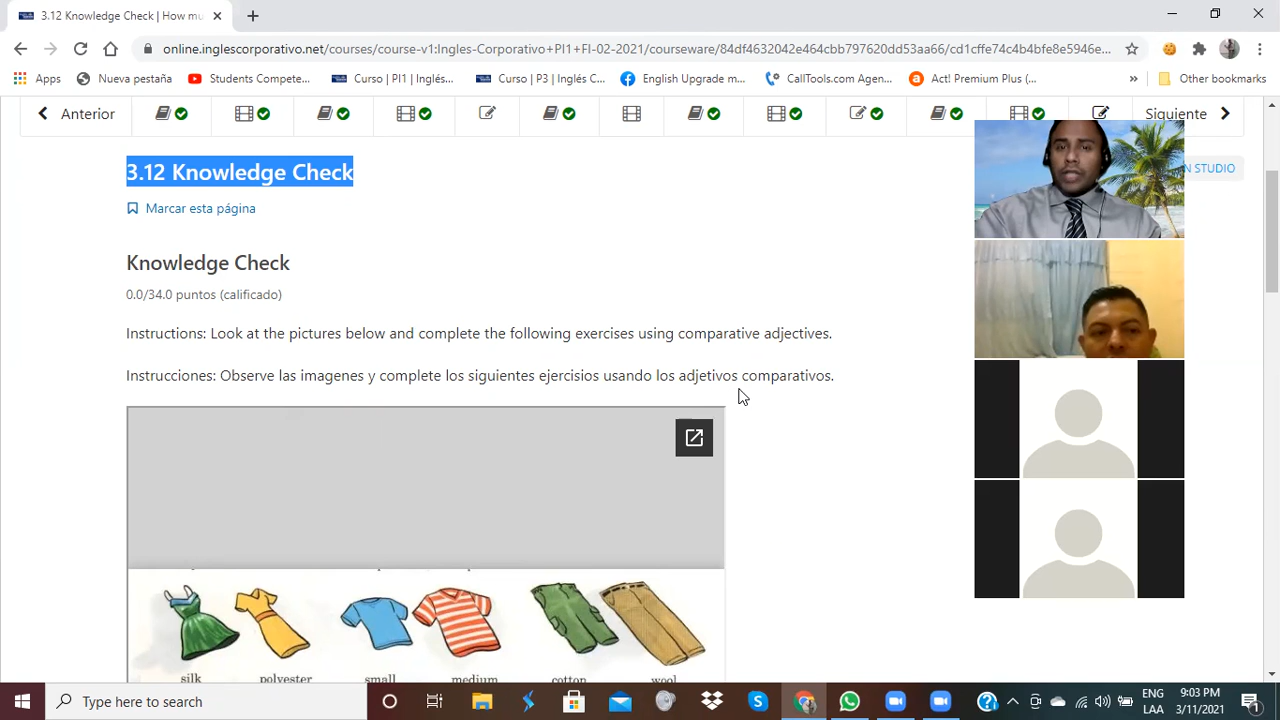 3.12 Knowledge Check | How mu
online.inglescorporativo.net/courses/course-v1:Ingles-Corporativo+PI1+FI-02-2021/courseware/84df4632042e464cbb797620dd53aa66/cd1cffe74c4b4bfe8e5946e...
Apps Nueva pestaña Students Compete... Curso | PI1 | Inglés... Curso | P3 | Inglés C... English Upgrade m... CallTools.com Agen... Act! Premium Plus (... » Other bookmarks
Anterior Siguiente
3.12 Knowledge Check
N STUDIO
Marcar esta página
Knowledge Check
0.0/34.0 puntos (calificado)
Instructions: Look at the pictures below and complete the following exercises using comparative adjectives.
Instrucciones: Observe las imagenes y complete los siguientes ejercisios usando los adjetivos comparativos.
silk polyester small medium cotton wool
Type here to search
ENG 9:03 PM
LAA 3/11/2021